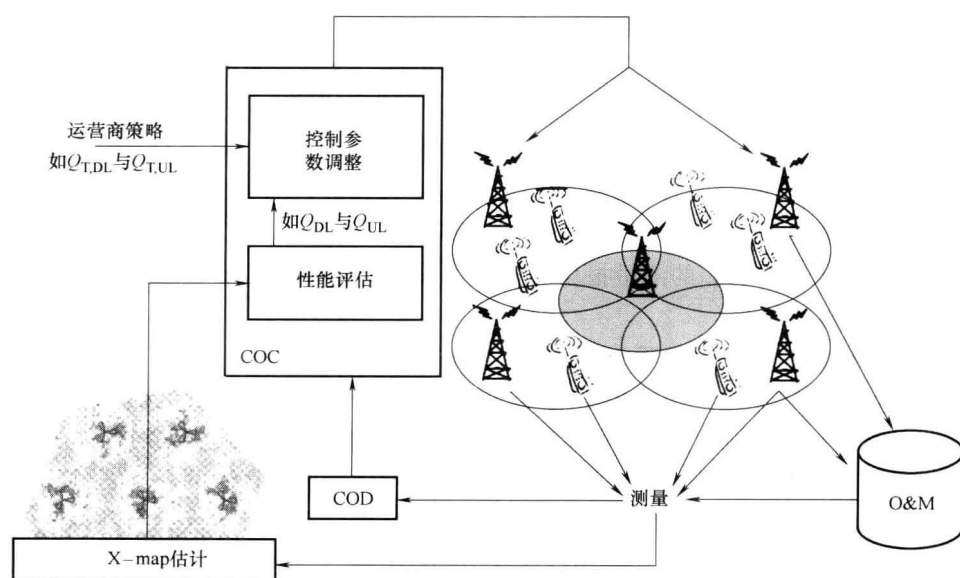 运营商策略
如Q_T,DL与Q_T,UL
控制参
数调整
如Q_DL与Q_UL
性能评估
COC
COD
测量
O&M
X-map估计